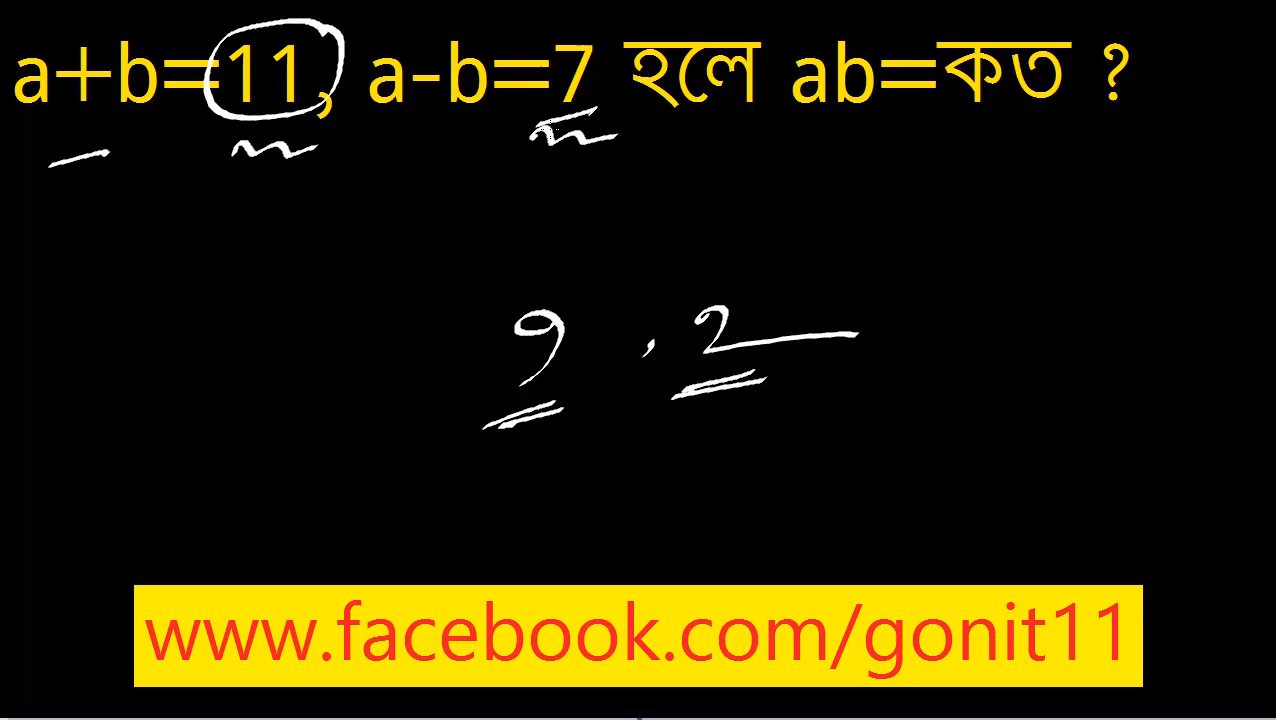 a+b=11, a-b=7 হলে ab=কত ?
9 . 2
www.facebook.com/gonit11